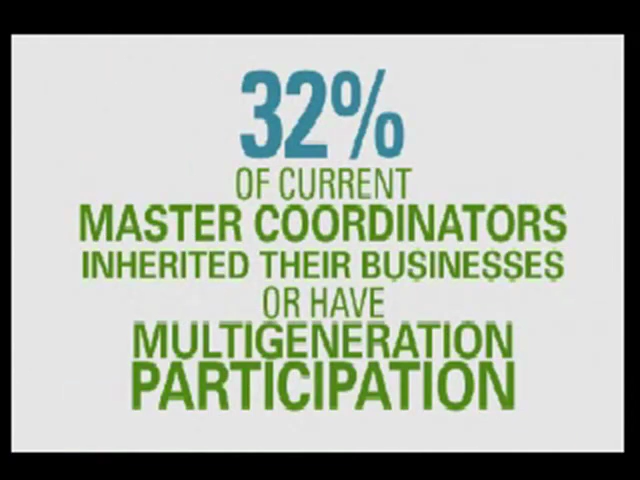 32%
OF CURRENT
MASTER COORDINATORS
INHERITED THEIR BUSINESSES
OR HAVE
MULTIGENERATION
PARTICIPATION